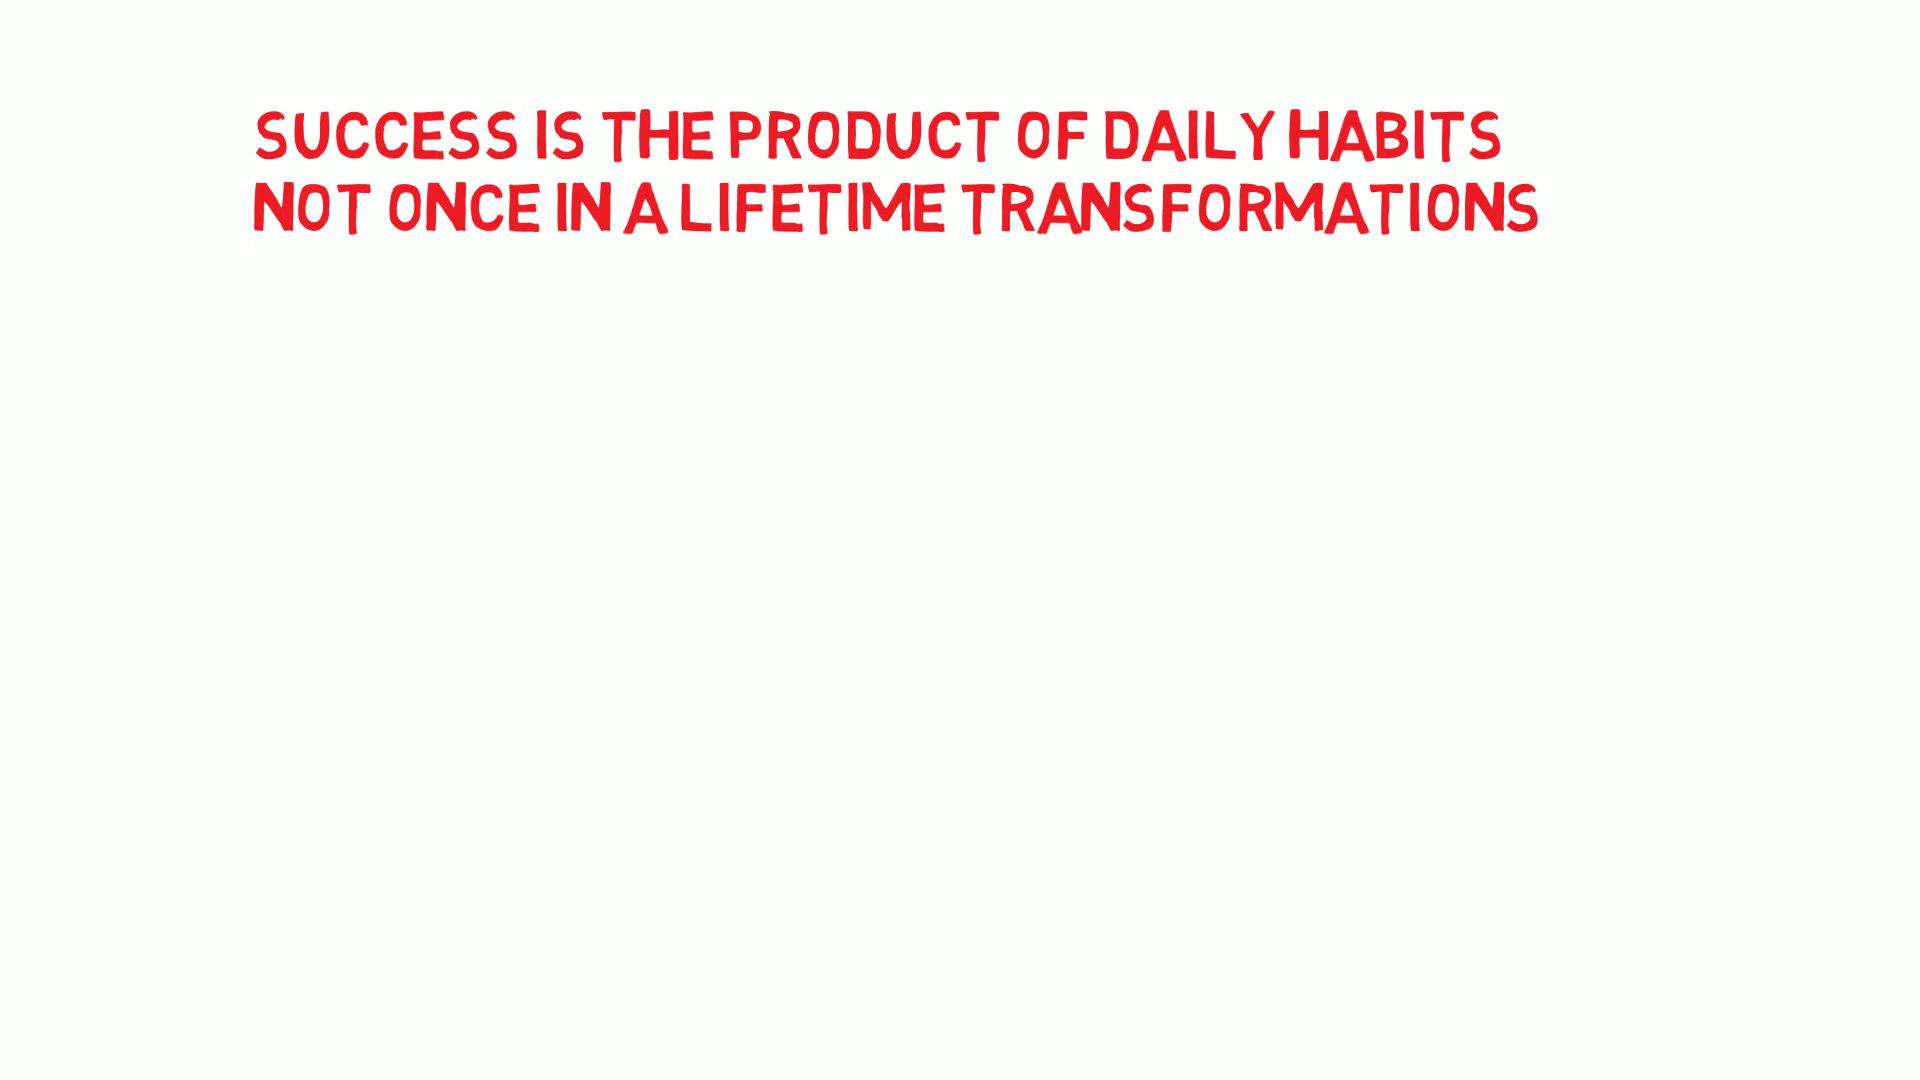 SUCCESS IS THE PRODUCT OF DAILY HABITS
NOT ONCE IN A LIFETIME TRANSFORMATIONS